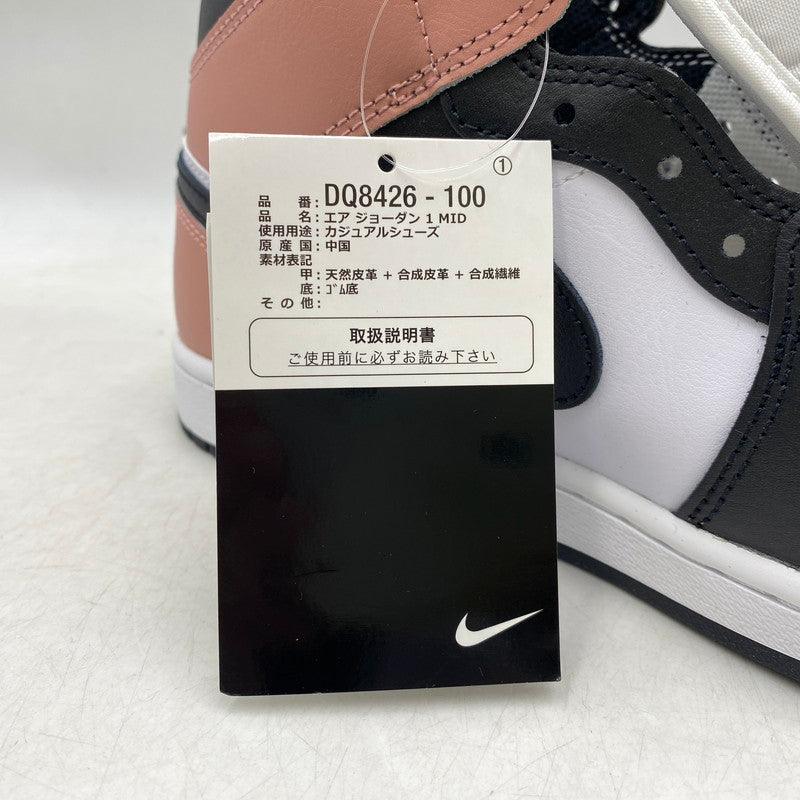 ①
品 番: DQ8426 - 100
品 名: エア ジョーダン 1 MID
使用用途: カジュアルシューズ
原 産 国: 中国
素材表記
甲: 天然皮革 + 合成皮革 + 合成繊維
底: ｺﾞﾑ底
そ の 他:
取扱説明書
ご使用前に必ずお読み下さい